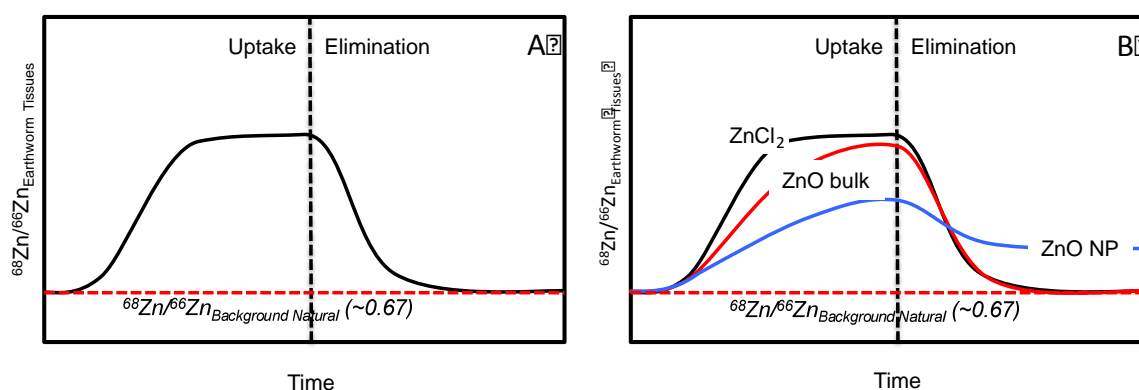 Uptake Elimination A
68Zn/66ZnEarthworm Tissues
68Zn/66ZnBackground Natural (~0.67)
Time
Uptake Elimination B
68Zn/66ZnEarthworm Tissues
ZnCl2
ZnO bulk
ZnO NP
68Zn/66ZnBackground Natural (~0.67)
Time